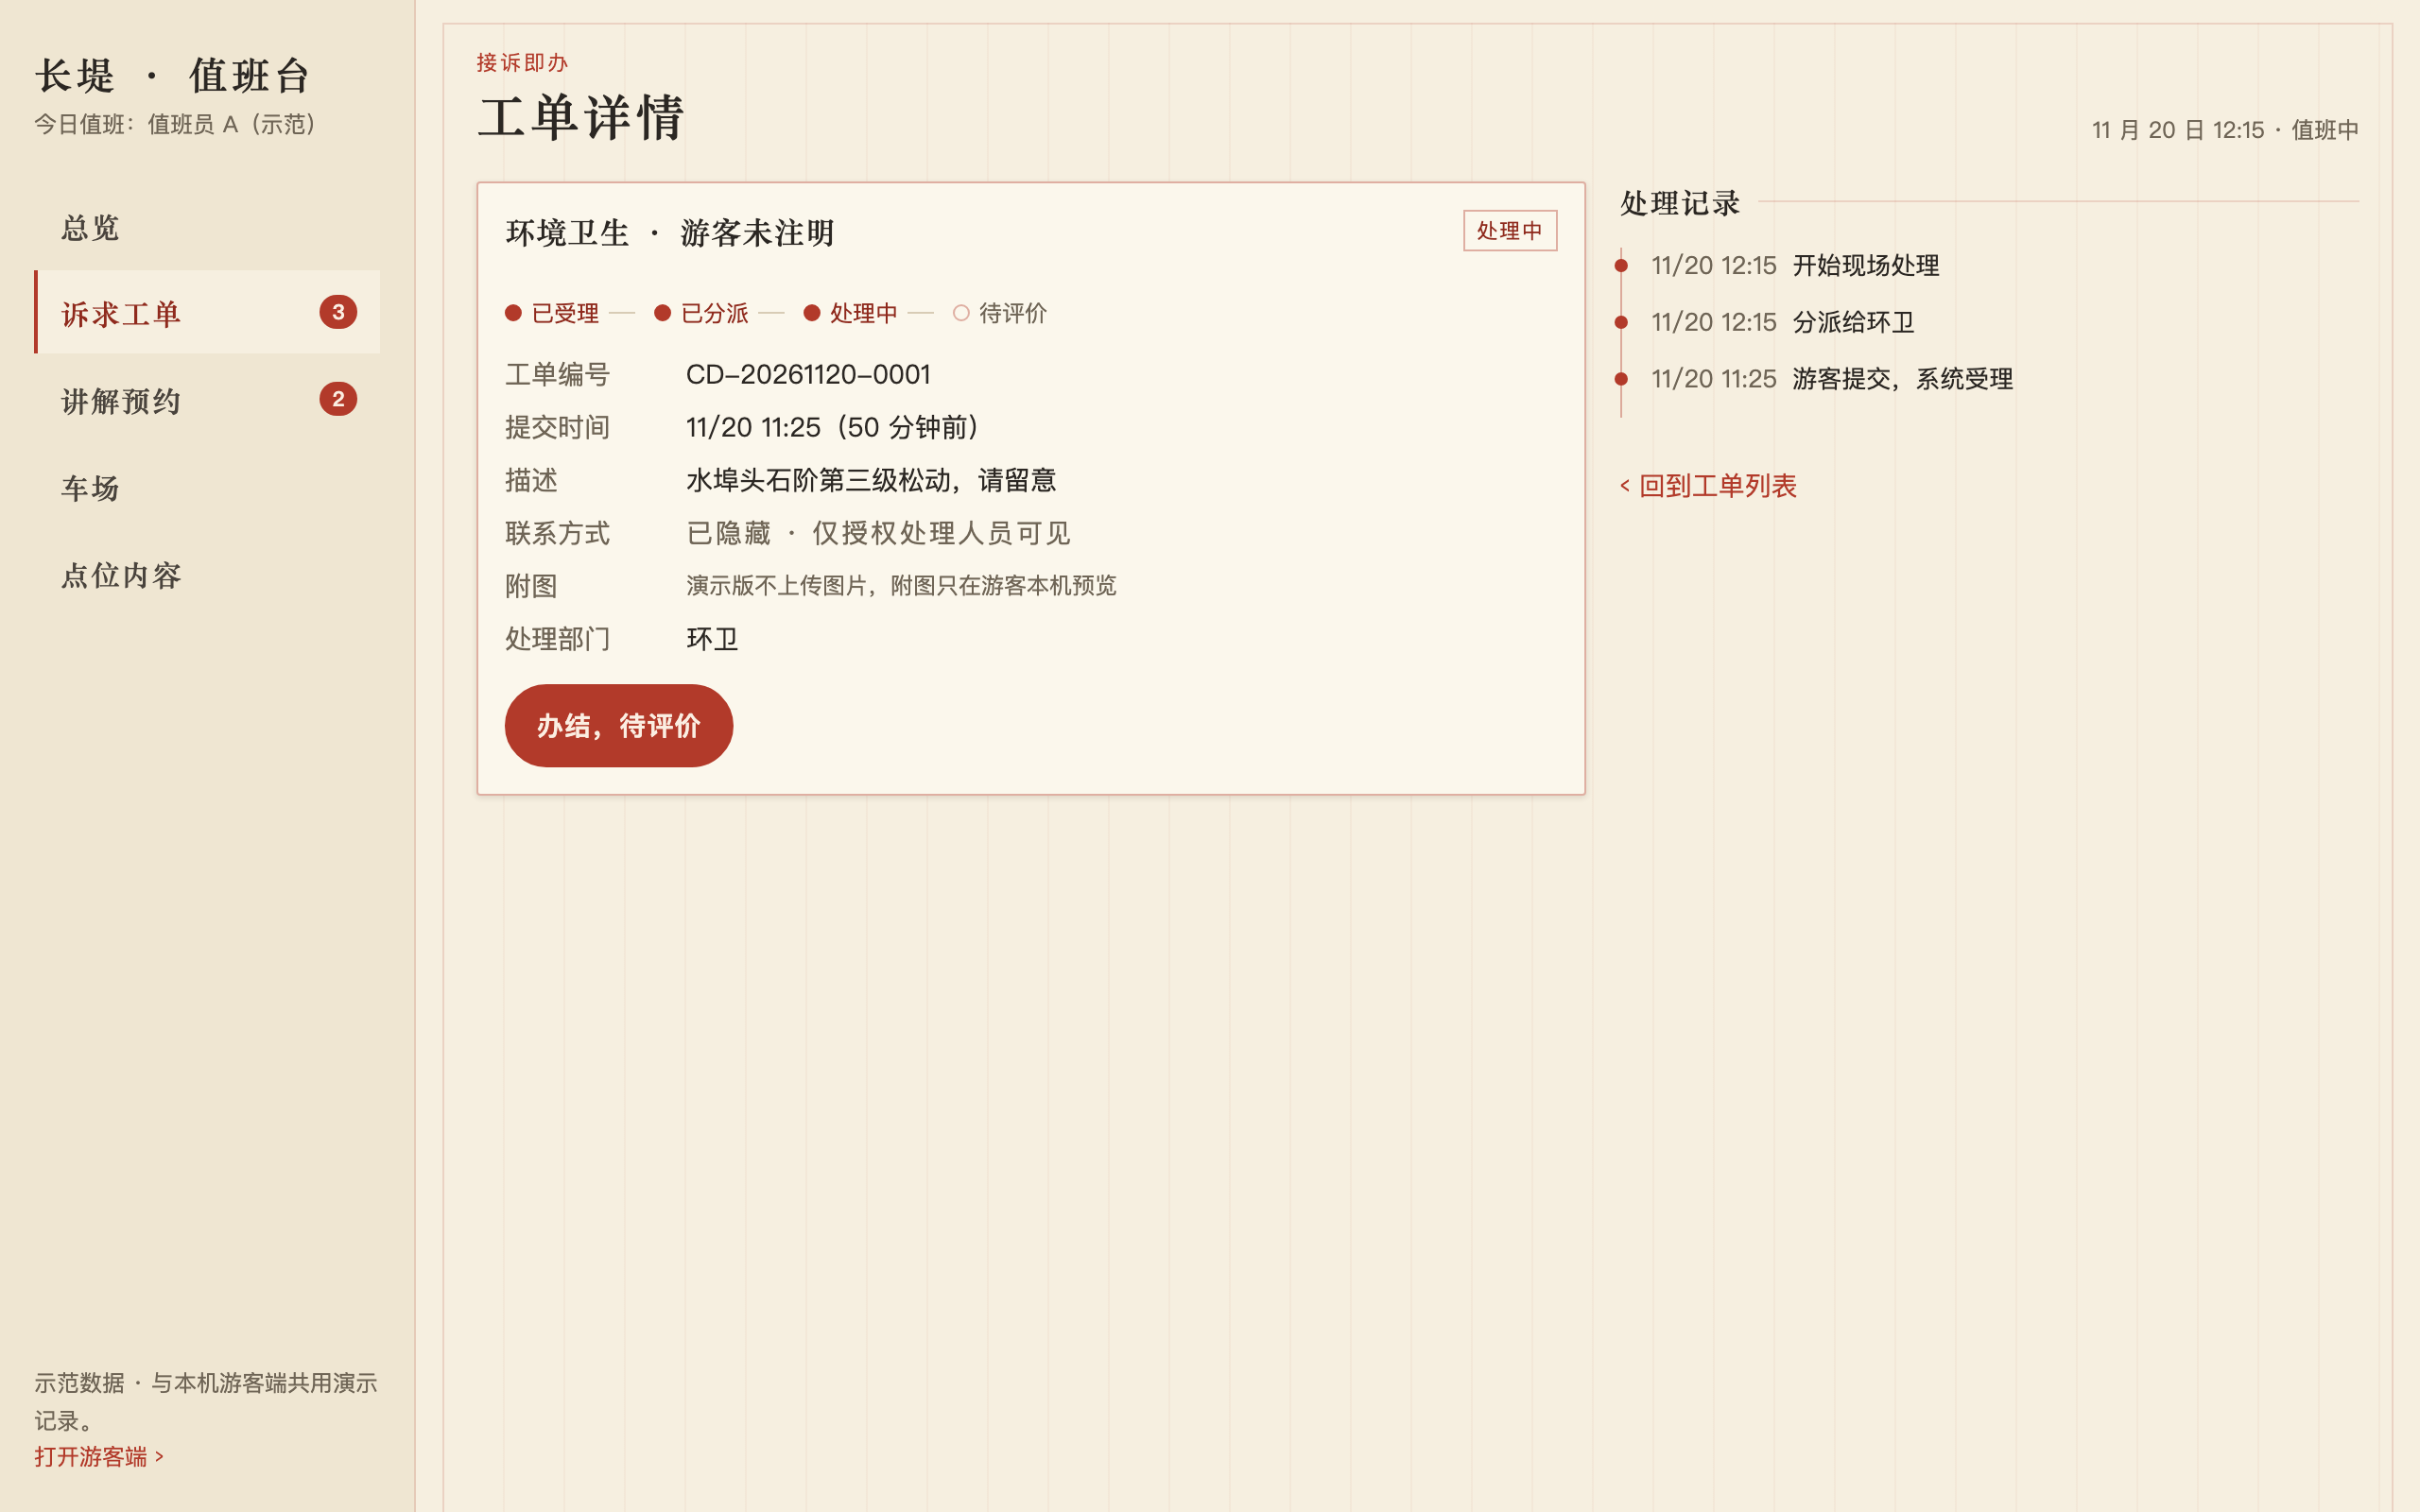 长堤 · 值班台
今日值班：值班员 A（示范）
总览
诉求工单 3
讲解预约 2
车场
点位内容
示范数据 · 与本机游客端共用演示
记录。
打开游客端 ›
接诉即办
工单详情
11 月 20 日 12:15 · 值班中
环境卫生 · 游客未注明
处理中
已受理 已分派 处理中 待评价
工单编号 CD–20261120–0001
提交时间 11/20 11:25（50 分钟前）
描述 水埠头石阶第三级松动，请留意
联系方式 已隐藏 · 仅授权处理人员可见
附图 演示版不上传图片，附图只在游客本机预览
处理部门 环卫
办结，待评价
处理记录
11/20 12:15 开始现场处理
11/20 12:15 分派给环卫
11/20 11:25 游客提交，系统受理
‹ 回到工单列表